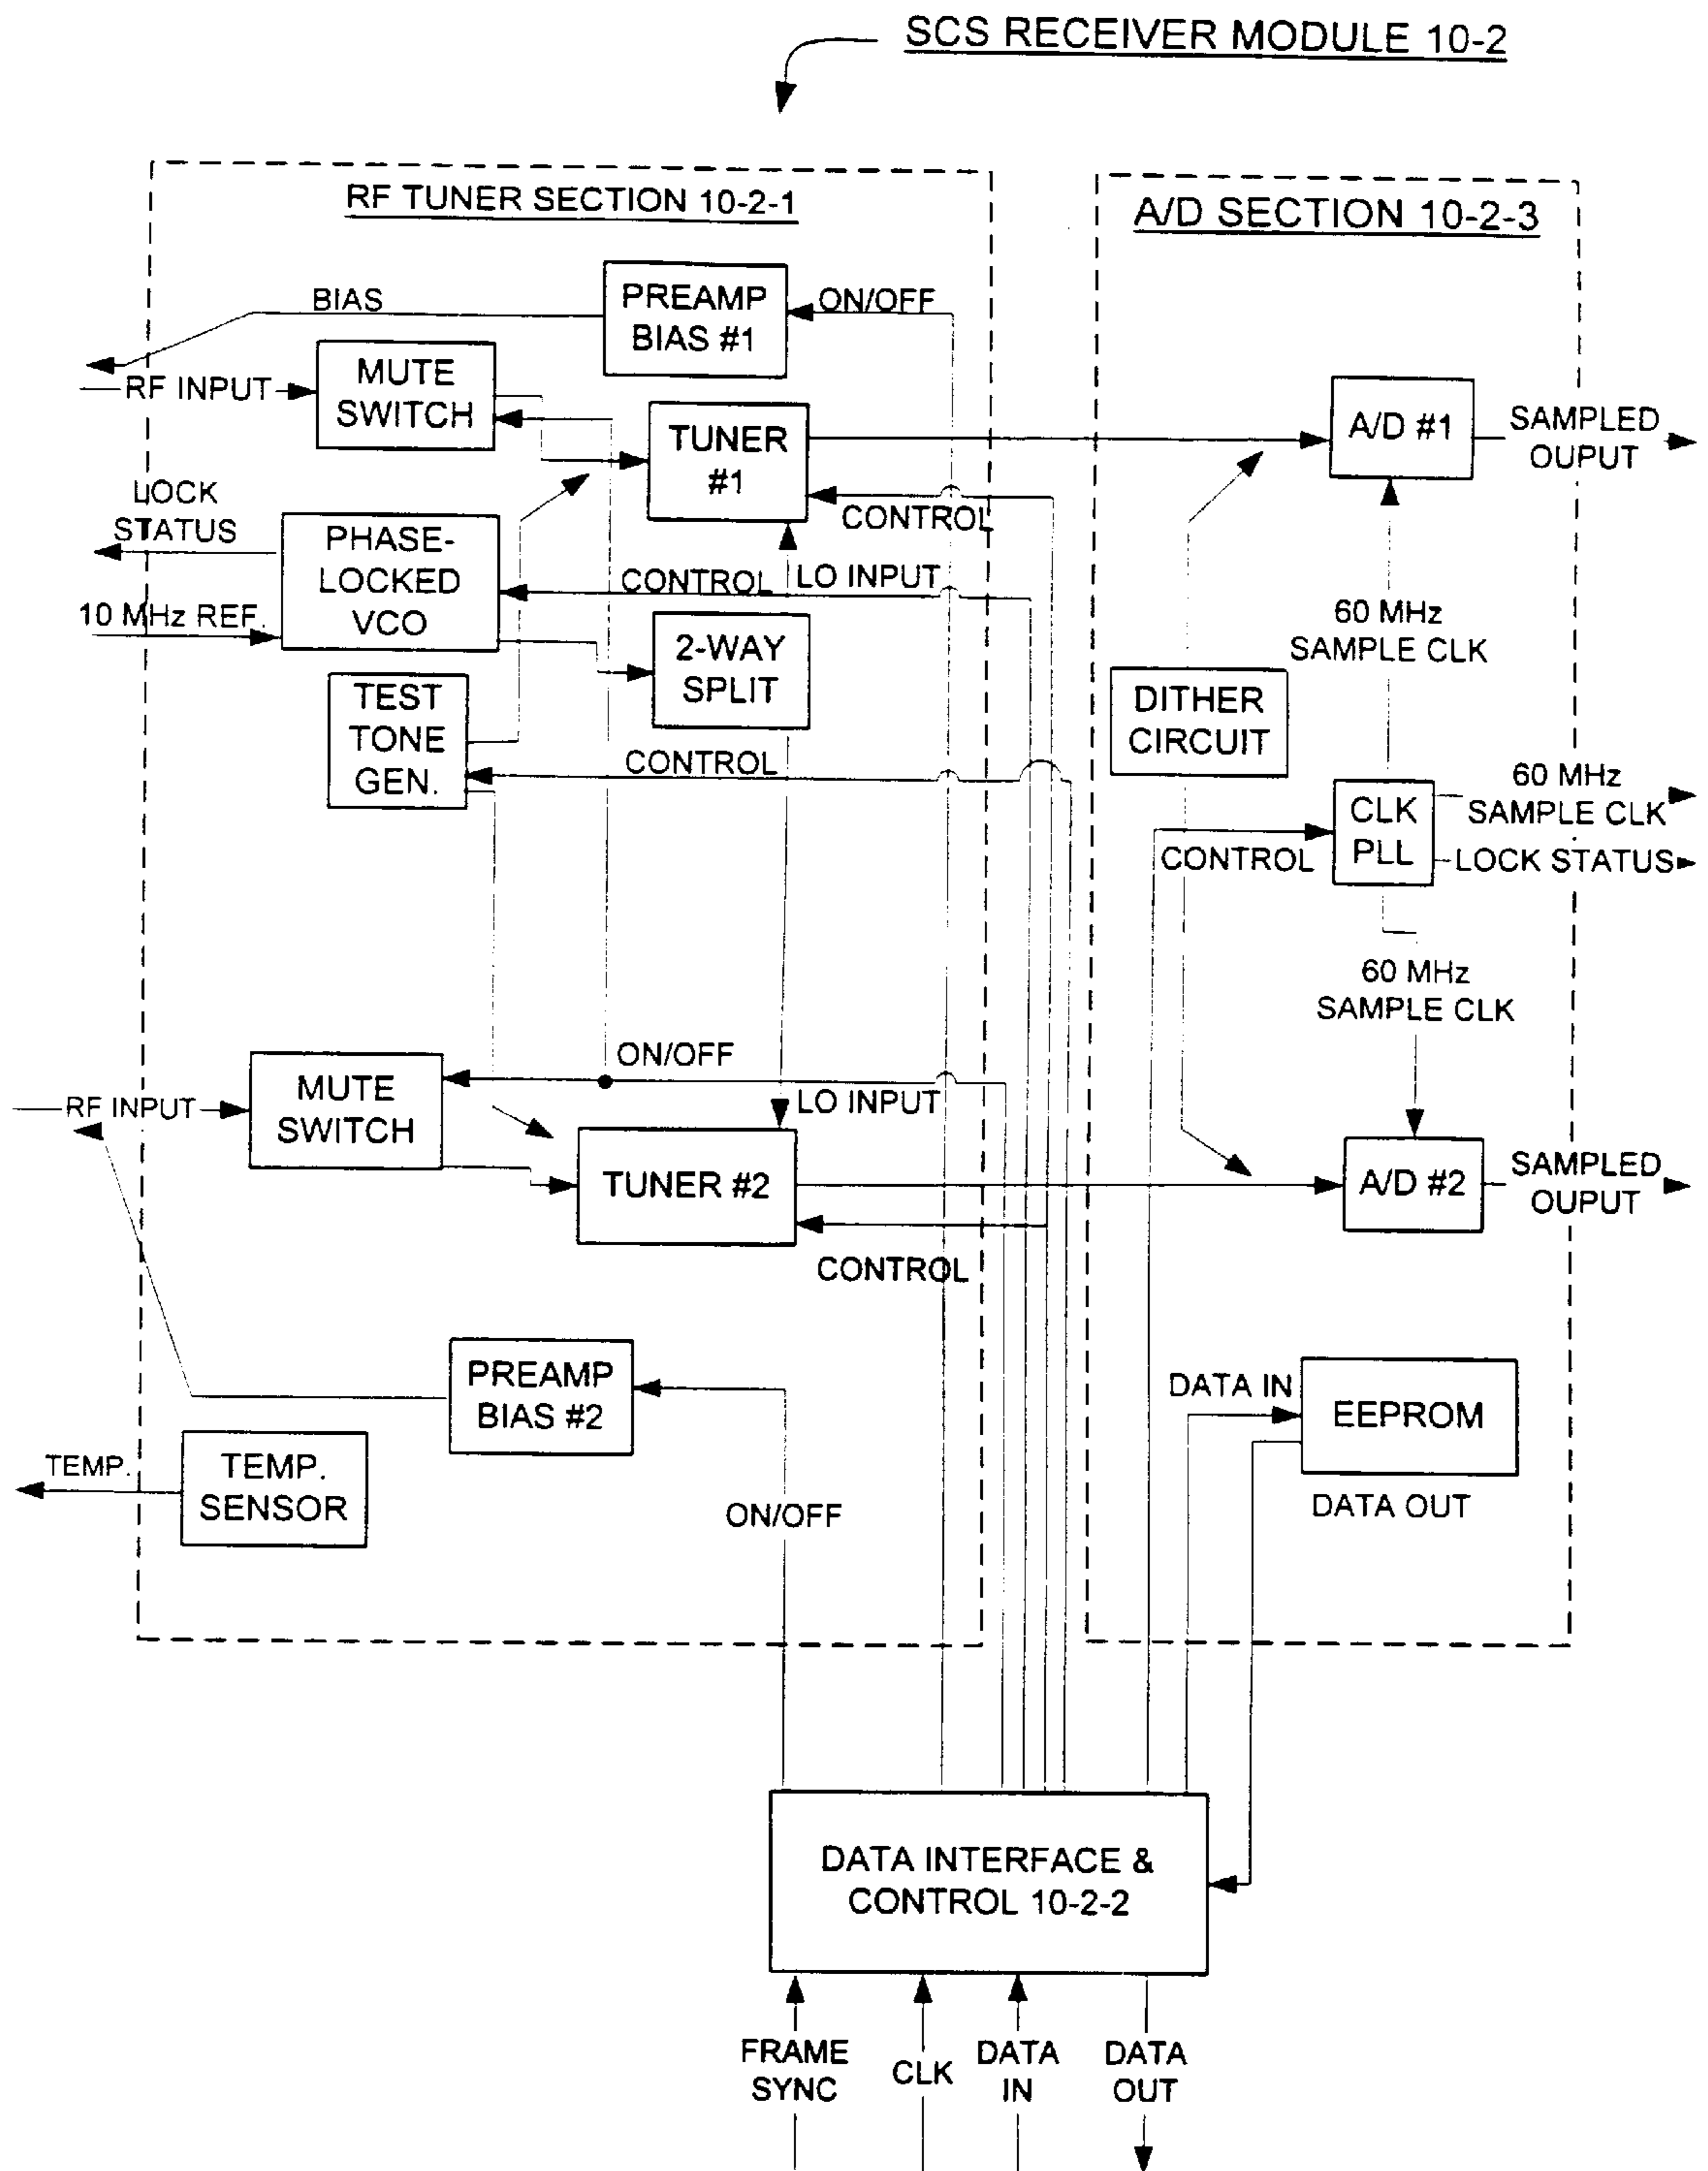 SCS RECEIVER MODULE 10-2
RF TUNER SECTION 10-2-1
A/D SECTION 10-2-3
BIAS
PREAMP
BIAS #1
ON/OFF
RF INPUT
MUTE
SWITCH
TUNER
#1
A/D #1
SAMPLED
OUPUT
LOCK
STATUS
CONTROL
PHASE-
LOCKED
VCO
CONTROL
LO INPUT
10 MHz REF.
60 MHz
SAMPLE CLK
2-WAY
SPLIT
TEST
TONE
GEN.
CONTROL
DITHER
CIRCUIT
CLK
PLL
60 MHz
SAMPLE CLK
CONTROL
LOCK STATUS
60 MHz
SAMPLE CLK
ON/OFF
MUTE
SWITCH
RF INPUT
LO INPUT
TUNER #2
A/D #2
SAMPLED
OUPUT
CONTROL
PREAMP
BIAS #2
DATA IN
EEPROM
TEMP.
TEMP.
SENSOR
ON/OFF
DATA OUT
DATA INTERFACE &
CONTROL 10-2-2
FRAME
SYNC
CLK
DATA
IN
DATA
OUT